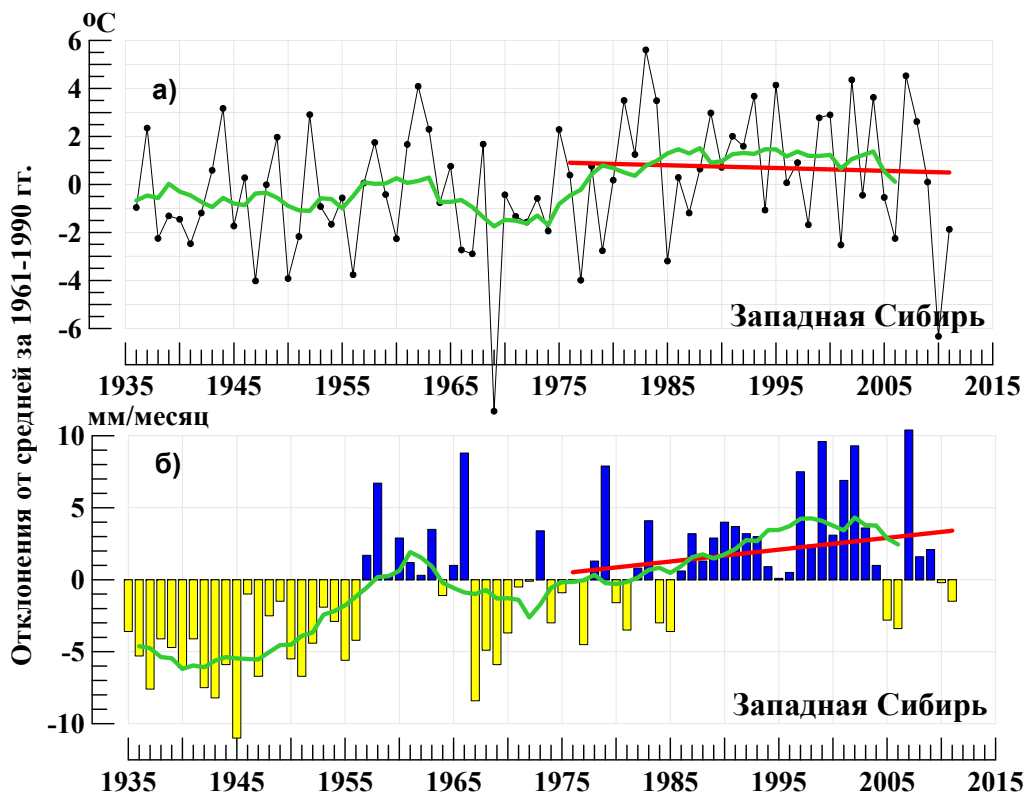 Отклонения от средней за 1961-1990 гг.
оС
6
4
2
0
-2
-4
-6
а)
Западная Сибирь
1935 1945 1955 1965 1975 1985 1995 2005 2015
мм/месяц
10
5
0
-5
-10
б)
Западная Сибирь
1935 1945 1955 1965 1975 1985 1995 2005 2015